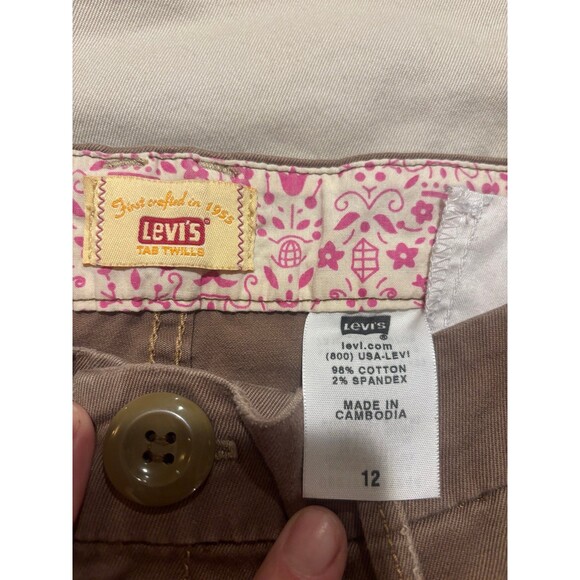 First crafted in 1955
Levi's®
TAB TWILLS
Levi's
levi.com
(800) USA-LEVI
98% COTTON
2% SPANDEX
MADE IN
CAMBODIA
12